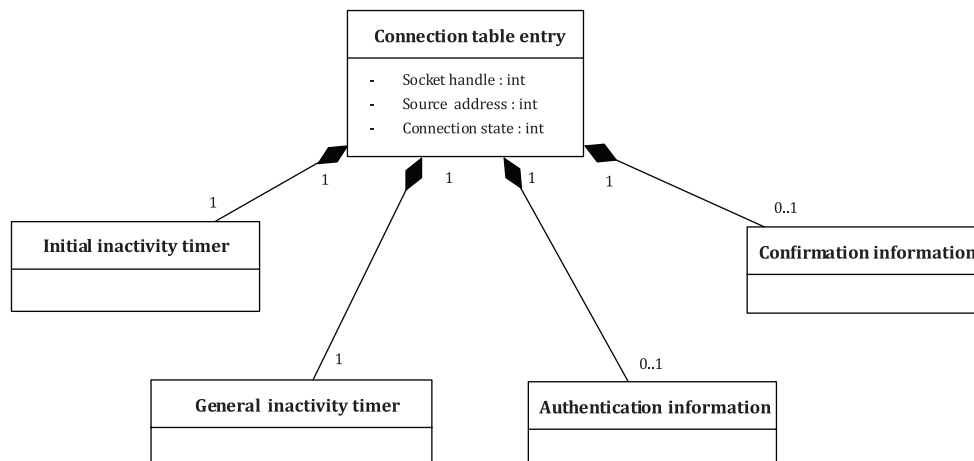 Connection table entry
- Socket handle : int
- Source address : int
- Connection state : int
1
1
1
1
1
0..1
Initial inactivity timer
Confirmation information
1
0..1
General inactivity timer
Authentication information